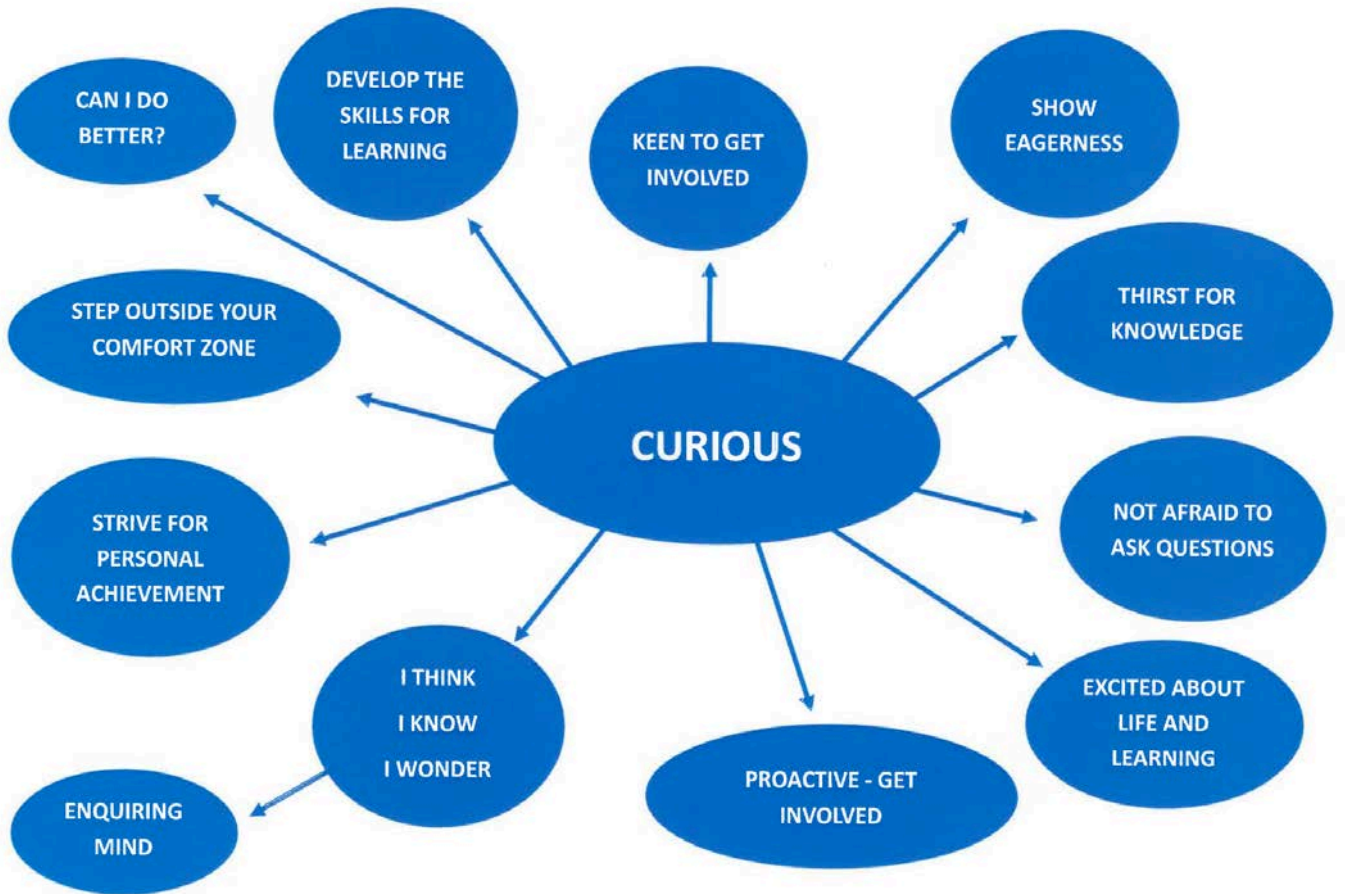 CAN I DO
BETTER?
DEVELOP THE
SKILLS FOR
LEARNING
KEEN TO GET
INVOLVED
SHOW
EAGERNESS
STEP OUTSIDE YOUR
COMFORT ZONE
THIRST FOR
KNOWLEDGE
CURIOUS
STRIVE FOR
PERSONAL
ACHIEVEMENT
NOT AFRAID TO
ASK QUESTIONS
I THINK
I KNOW
I WONDER
EXCITED ABOUT
LIFE AND
LEARNING
PROACTIVE - GET
INVOLVED
ENQUIRING
MIND